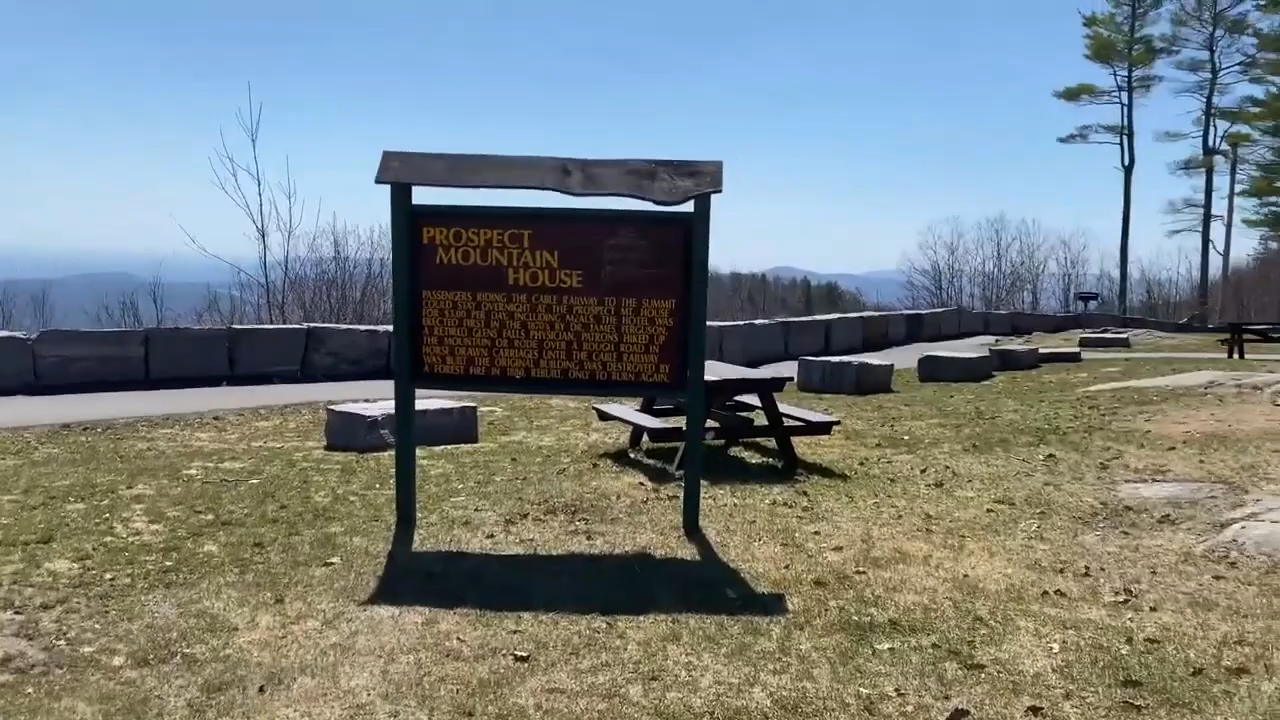 PROSPECT
MOUNTAIN
HOUSE
PASSENGERS RIDING THE CABLE RAILWAY TO THE SUMMIT
COULD STAY OVERNIGHT AT THE PROSPECT MT. HOUSE
FOR $3.00 PER DAY INCLUDING MEALS. THE HOTEL WAS
ERECTED FIRST IN THE 1870'S BY DR. JAMES FERGUSON,
A RETIRED GLENS FALLS PHYSICIAN. PATRONS HIKED UP
THE MOUNTAIN OR RODE OVER A ROUGH ROAD IN
HORSE DRAWN CARRIAGES UNTIL THE CABLE RAILWAY
WAS BUILT. THE ORIGINAL BUILDING WAS DESTROYED BY
A FOREST FIRE IN 1880, REBUILT, ONLY TO BURN AGAIN.